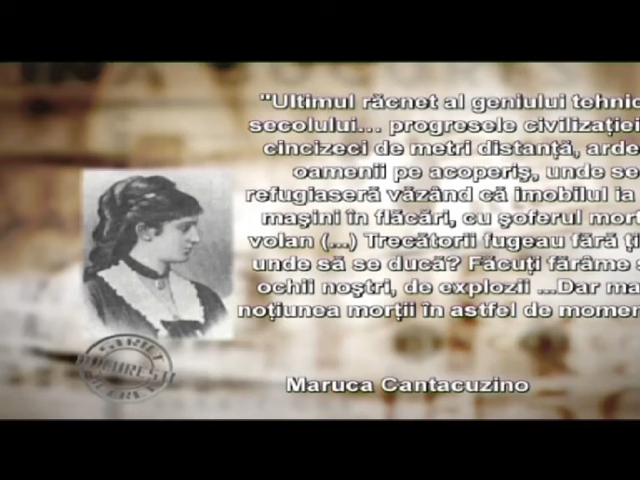 "Ultimul răcnet al geniului tehnic
secolului... progresele civilizației
cincizeci de metri distanță, arde
oamenii pe acoperiș, unde se
refugiaseră văzând că imobilul ia
mașini în flăcări, cu șoferul mort
volan (...) Trecătorii fugeau fără ți
unde să se ducă? Făcuți fărâme s
ochii noștri, de explozii ...Dar ma
noțiunea morții în astfel de momen
Maruca Cantacuzino
BUCUREȘTI